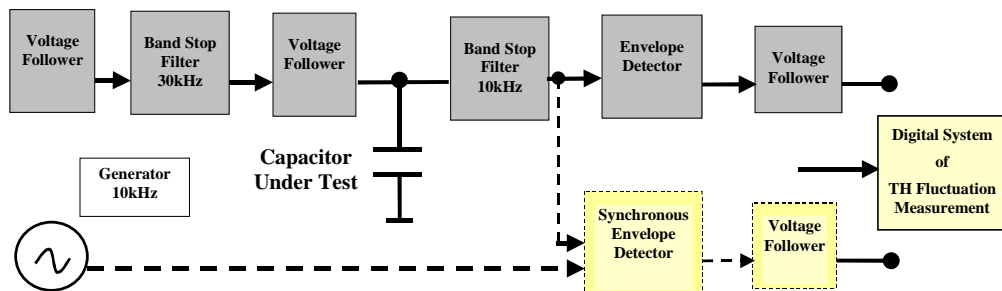 Voltage
Follower
Band Stop
Filter
30kHz
Voltage
Follower
Band Stop
Filter
10kHz
Envelope
Detector
Voltage
Follower
Digital System
of
TH Fluctuation
Measurement
Generator
10kHz
Capacitor
Under Test
Synchronous
Envelope
Detector
Voltage
Follower